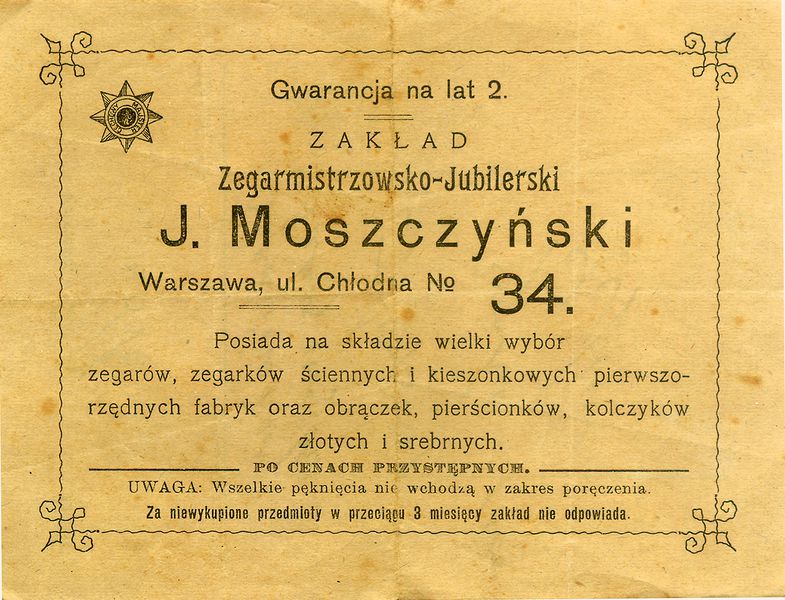 Gwarancja na lat 2.
CECHOWY MAJSTER
ZAKŁAD
Zegarmistrzowsko-Jubilerski
J. Moszczyński
Warszawa, ul. Chłodna № 34.
Posiada na składzie wielki wybór
zegarów, zegarków ściennych i kieszonkowych pierwszo-
rzędnych fabryk oraz obrączek, pierścionków, kolczyków
złotych i srebrnych.
PO CENACH PRZYSTĘPNYCH.
UWAGA: Wszelkie pęknięcia nie wchodzą w zakres poręczenia.
Za niewykupione przedmioty w przeciągu 3 miesięcy zakład nie odpowiada.